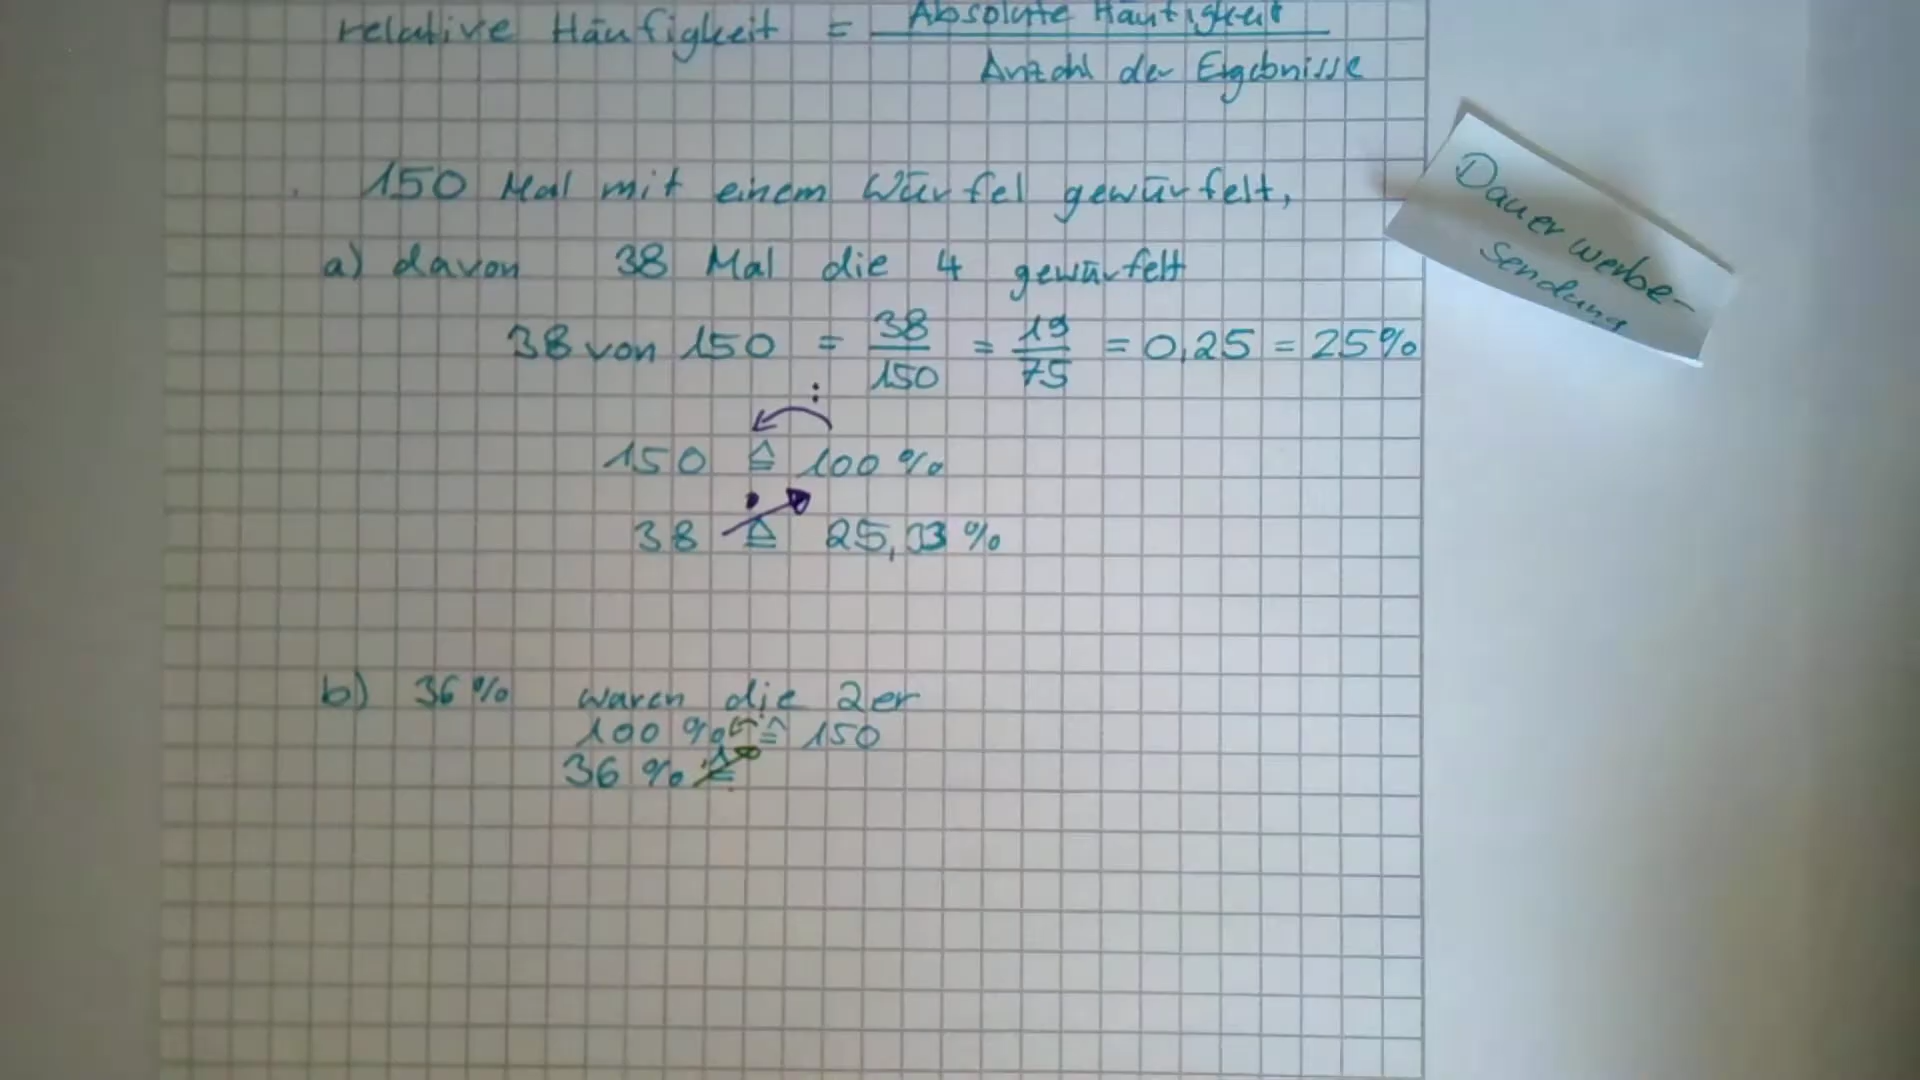 relative Häufigkeit = Absolute Häufigkeit
Anzahl der Ergebnisse
150 Mal mit einem Würfel gewürfelt,
a) davon 38 Mal die 4 gewürfelt
38 von 150 = 38/150 = 19/75 = 0,25 = 25%
:
150 ≙ 100 %
·
38 ≙ 25,33 %
b) 36 % waren die 2er
100 % ≙ 150
36 % ≙
Dauerwerbe-
sendung